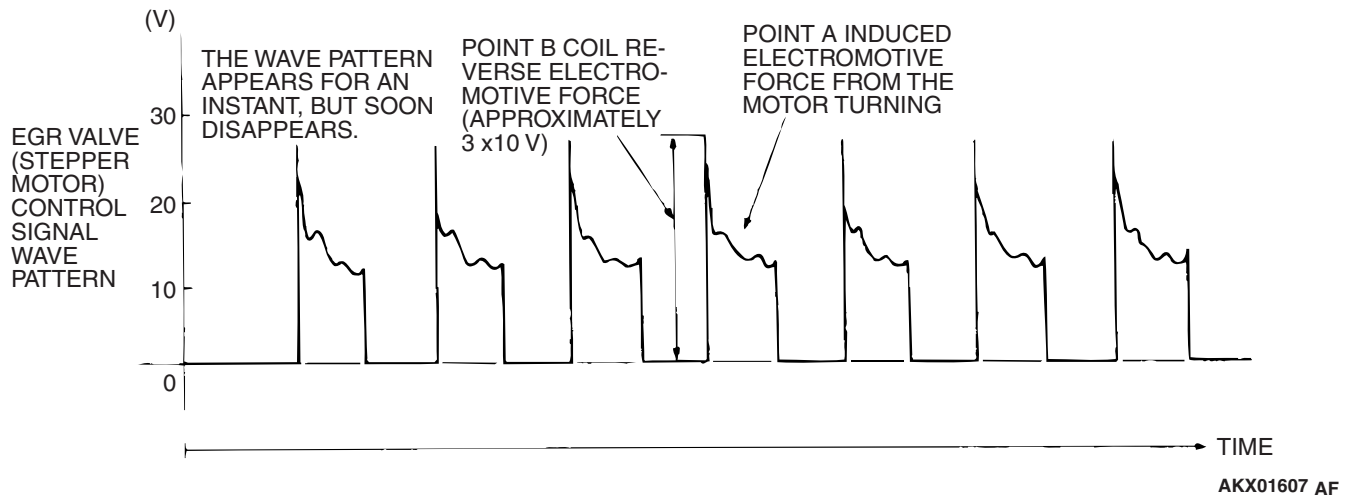 (V)
THE WAVE PATTERN
APPEARS FOR AN
INSTANT, BUT SOON
DISAPPEARS.
POINT B COIL RE-
VERSE ELECTRO-
MOTIVE FORCE
(APPROXIMATELY
3 x10 V)
POINT A INDUCED
ELECTROMOTIVE
FORCE FROM THE
MOTOR TURNING
EGR VALVE
(STEPPER
MOTOR)
CONTROL
SIGNAL
WAVE
PATTERN
30
20
10
0
TIME
AKX01607 AF